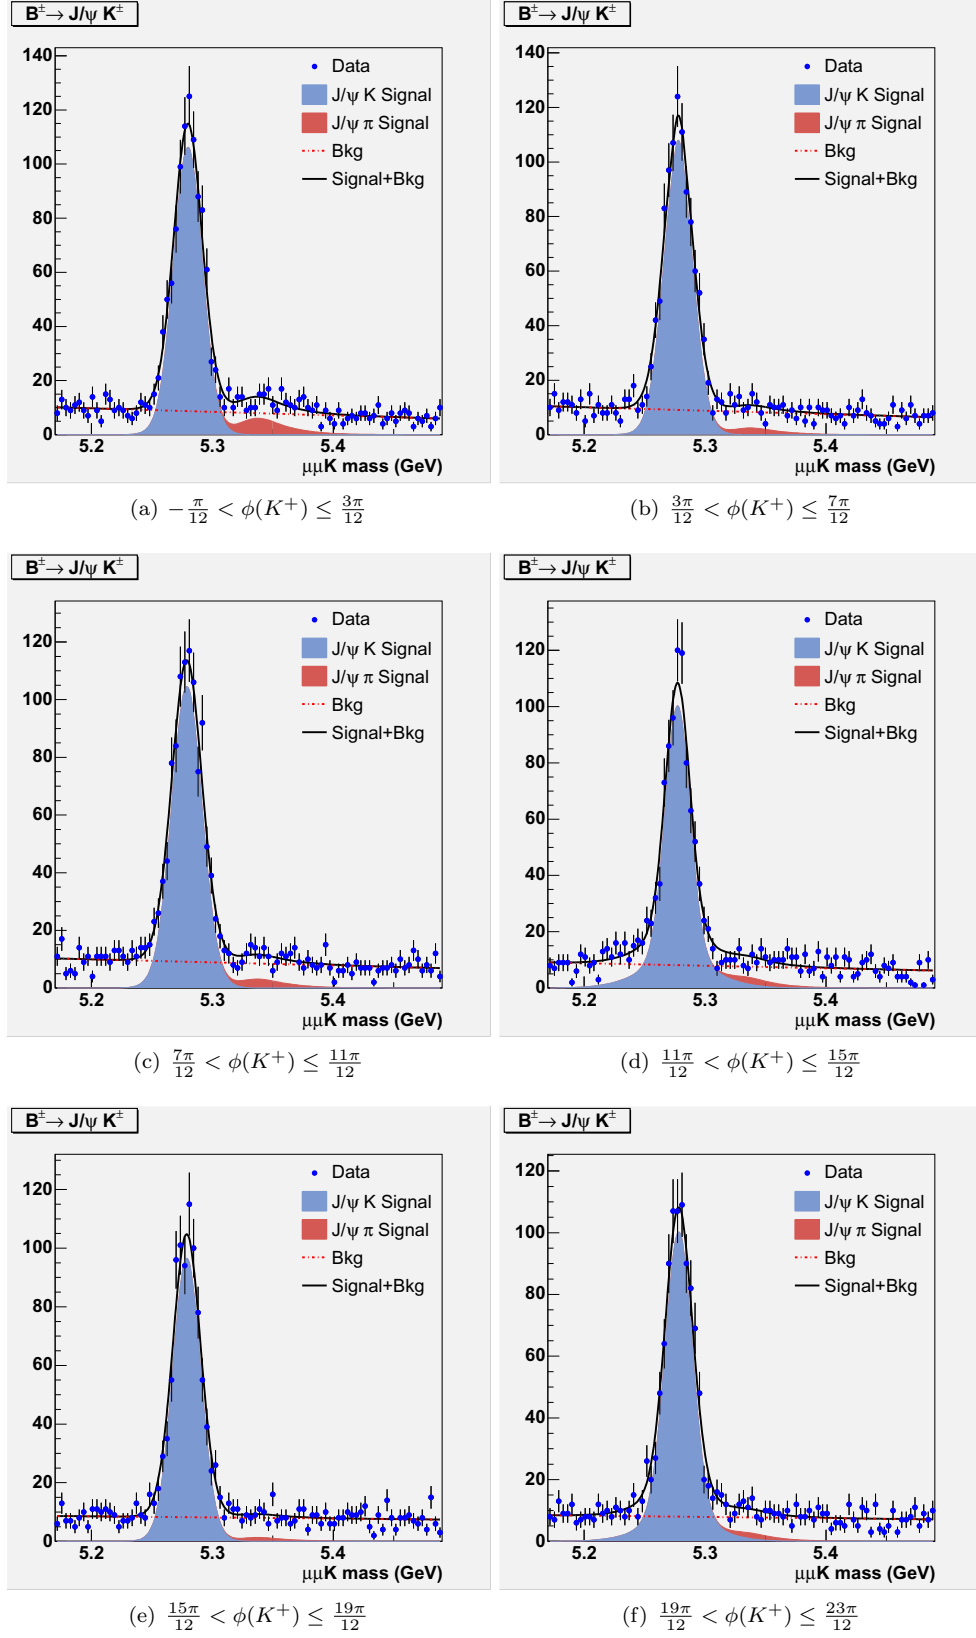 B± → J/ψ K±
140
120
100
80
60
40
20
0
5.2 5.3 5.4
μμK mass (GeV)
Data
J/ψ K Signal
J/ψ π Signal
Bkg
Signal+Bkg
(a) −π/12 < ϕ(K⁺) ≤ 3π/12
B± → J/ψ K±
140
120
100
80
60
40
20
0
5.2 5.3 5.4
μμK mass (GeV)
Data
J/ψ K Signal
J/ψ π Signal
Bkg
Signal+Bkg
(b) 3π/12 < ϕ(K⁺) ≤ 7π/12
B± → J/ψ K±
120
100
80
60
40
20
0
5.2 5.3 5.4
μμK mass (GeV)
Data
J/ψ K Signal
J/ψ π Signal
Bkg
Signal+Bkg
(c) 7π/12 < ϕ(K⁺) ≤ 11π/12
B± → J/ψ K±
120
100
80
60
40
20
0
5.2 5.3 5.4
μμK mass (GeV)
Data
J/ψ K Signal
J/ψ π Signal
Bkg
Signal+Bkg
(d) 11π/12 < ϕ(K⁺) ≤ 15π/12
B± → J/ψ K±
120
100
80
60
40
20
0
5.2 5.3 5.4
μμK mass (GeV)
Data
J/ψ K Signal
J/ψ π Signal
Bkg
Signal+Bkg
(e) 15π/12 < ϕ(K⁺) ≤ 19π/12
B± → J/ψ K±
120
100
80
60
40
20
0
5.2 5.3 5.4
μμK mass (GeV)
Data
J/ψ K Signal
J/ψ π Signal
Bkg
Signal+Bkg
(f) 19π/12 < ϕ(K⁺) ≤ 23π/12